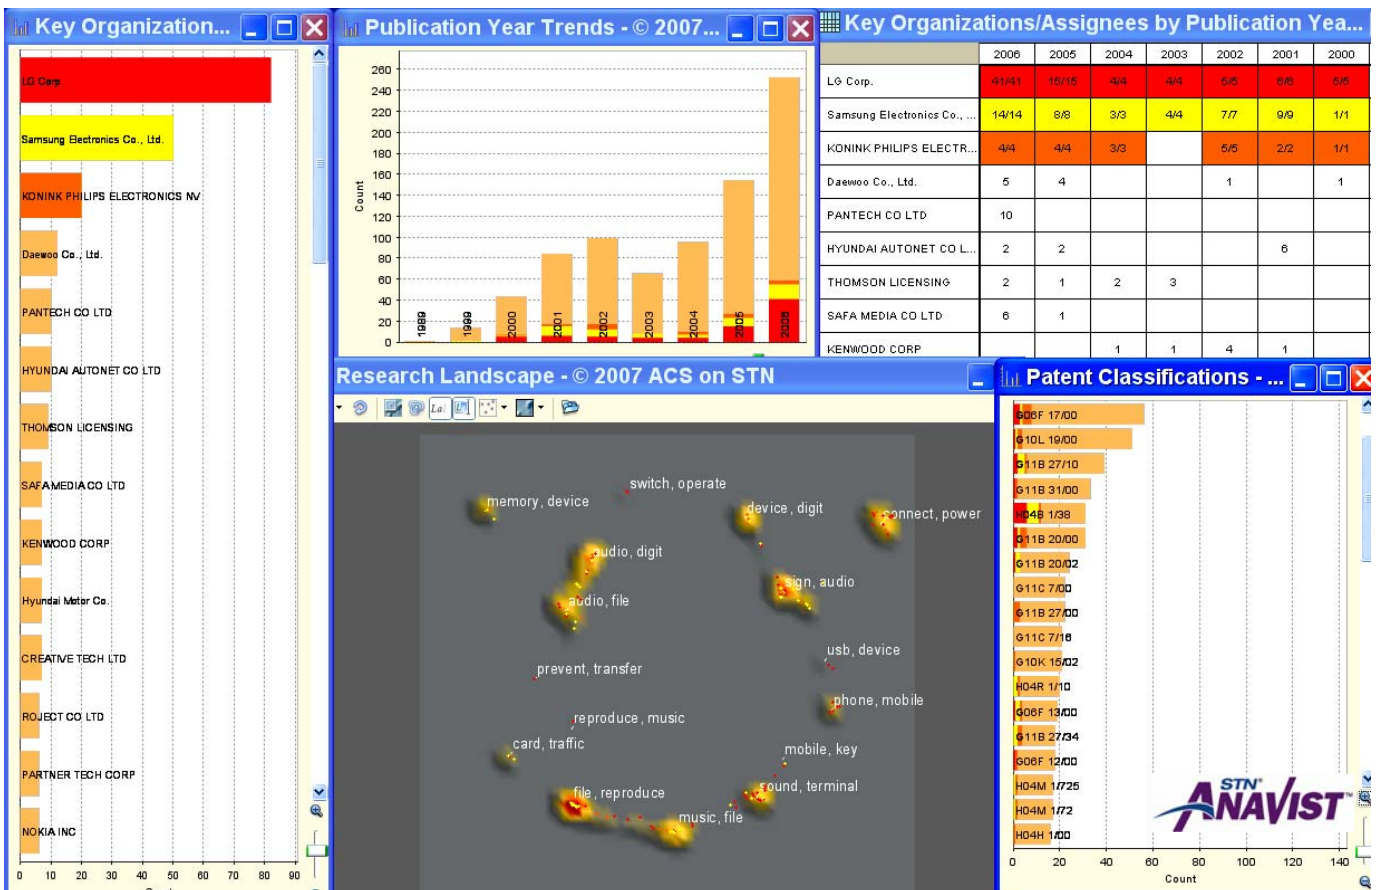 Key Organization...
LG Corp.
Samsung Electronics Co., Ltd.
KONINK PHILIPS ELECTRONICS NV
Daewoo Co., Ltd.
PANTECH CO LTD
HYUNDAI AUTONET CO LTD
THOMSON LICENSING
SAFA MEDIA CO LTD
KENWOOD CORP
Hyundai Motor Co.
CREATIVE TECH LTD
ROJECT CO LTD
PARTNER TECH CORP
NOKIA INC
0 10 20 30 40 50 60 70 80 90
Publication Year Trends - © 2007...
Count
260
240
220
200
180
160
140
120
100
80
60
40
20
0
1989 1999 2000 2001 2002 2003 2004 2005 2006
Key Organizations/Assignees by Publication Yea...
2006 2005 2004 2003 2002 2001 2000
LG Corp. 41/41 15/15 4/4 4/4 5/5 6/6 5/5
Samsung Electronics Co., ... 14/14 8/8 3/3 4/4 7/7 9/9 1/1
KONINK PHILIPS ELECTR... 4/4 4/4 3/3 5/5 2/2 1/1
Daewoo Co., Ltd. 5 4 1 1
PANTECH CO LTD 10
HYUNDAI AUTONET CO L... 2 2 6
THOMSON LICENSING 2 1 2 3
SAFA MEDIA CO LTD 6 1
KENWOOD CORP 1 1 4 1
Research Landscape - © 2007 ACS on STN
switch, operate
memory, device
device, digit
connect, power
audio, digit
sign, audio
audio, file
usb, device
prevent, transfer
phone, mobile
reproduce, music
card, traffic
mobile, key
file, reproduce
sound, terminal
music, file
Patent Classifications - ...
G06F 17/00
G10L 19/00
G11B 27/10
G11B 31/00
H04B 1/38
G11B 20/00
G11B 20/02
G11C 7/00
G11B 27/00
G11C 7/16
G10K 15/02
H04R 1/10
G06F 13/00
G11B 27/34
G06F 12/00
H04M 1/725
H04M 1/72
H04H 1/00
0 20 40 60 80 100 120 140
Count
STN®
ANAVIST™